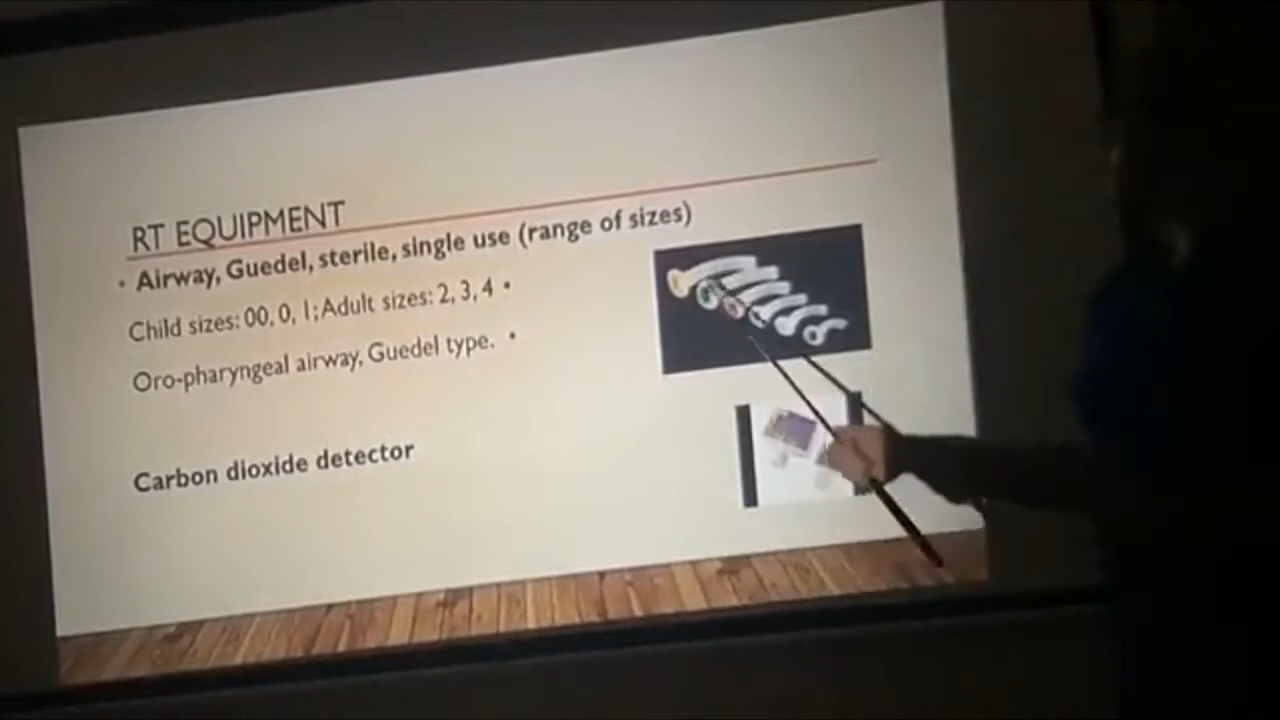 RT EQUIPMENT
• Airway, Guedel, sterile, single use (range of sizes)
Child sizes: 00, 0, 1; Adult sizes: 2, 3, 4 •
Oro-pharyngeal airway, Guedel type. •
Carbon dioxide detector